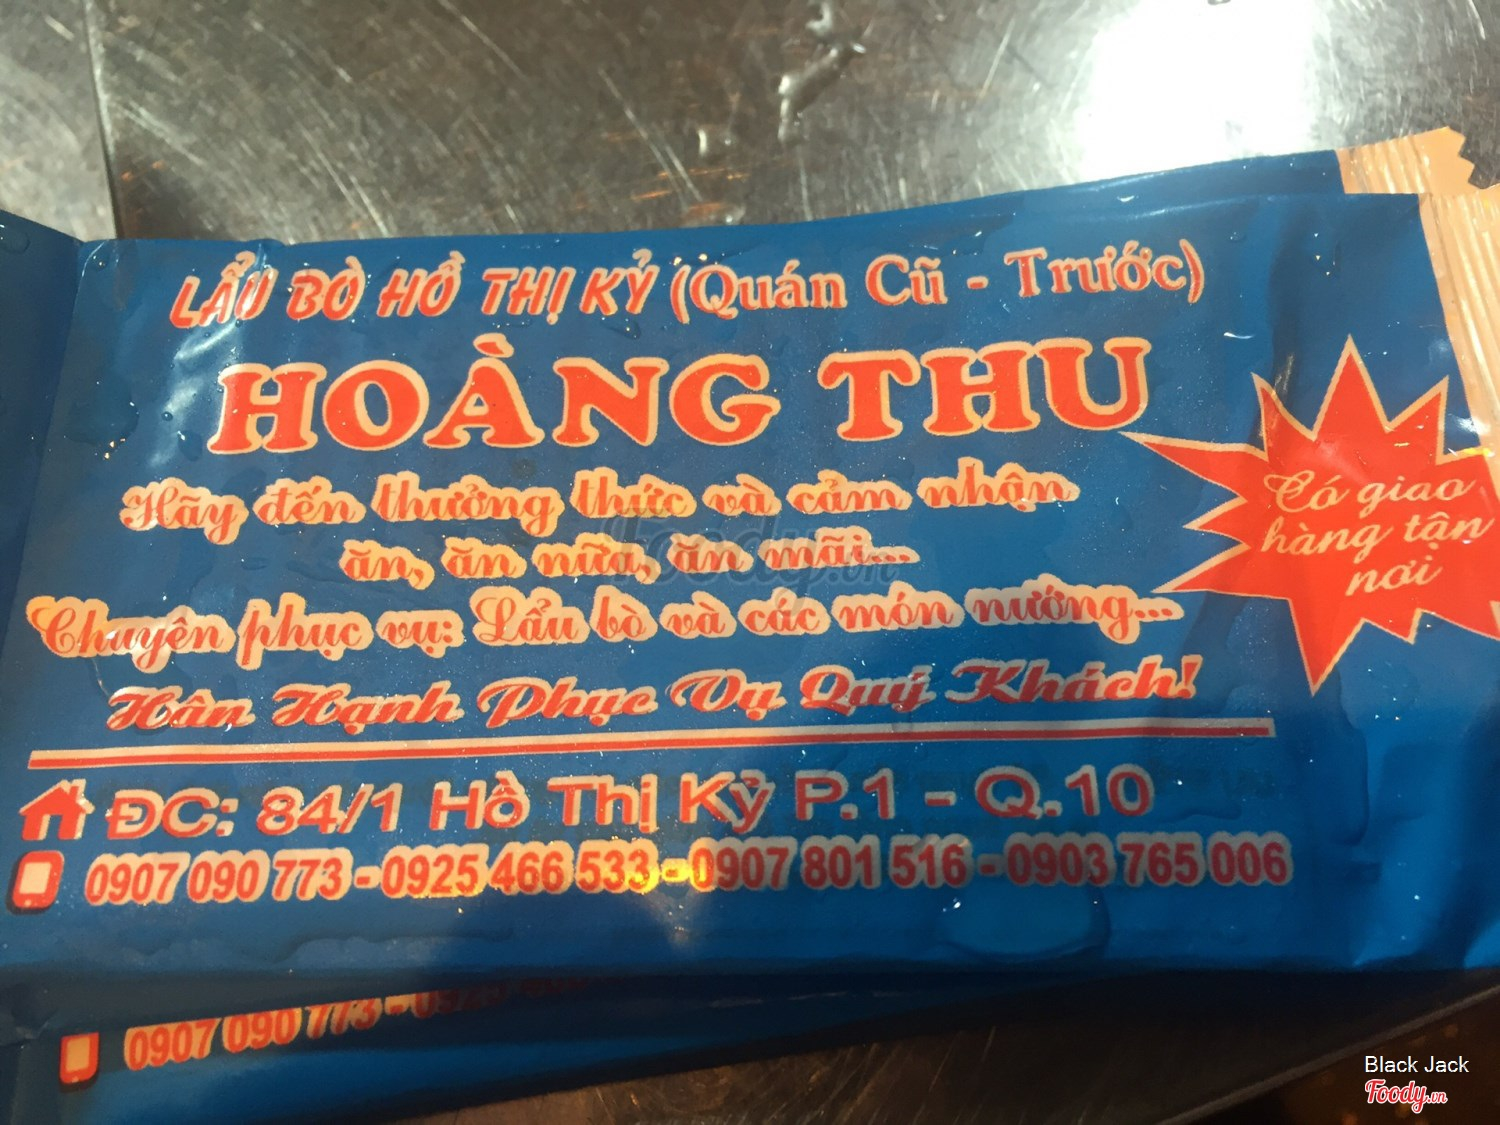 LẨU BÒ HỒ THỊ KỶ (Quán Cũ - Trước)
HOÀNG THU
Hãy đến thưởng thức và cảm nhận
ăn, ăn nữa, ăn mãi...
Chuyên phục vụ: Lẩu bò và các món nướng...
Hân Hạnh Phục Vụ Quý Khách!
Có giao
hàng tận
nơi
ĐC: 84/1 Hồ Thị Kỷ P.1 - Q.10
0907 090 773 - 0925 466 533 - 0907 801 516 - 0903 765 006
0907 090 773 - 0925
Foody.vn
Black Jack
Foody.vn